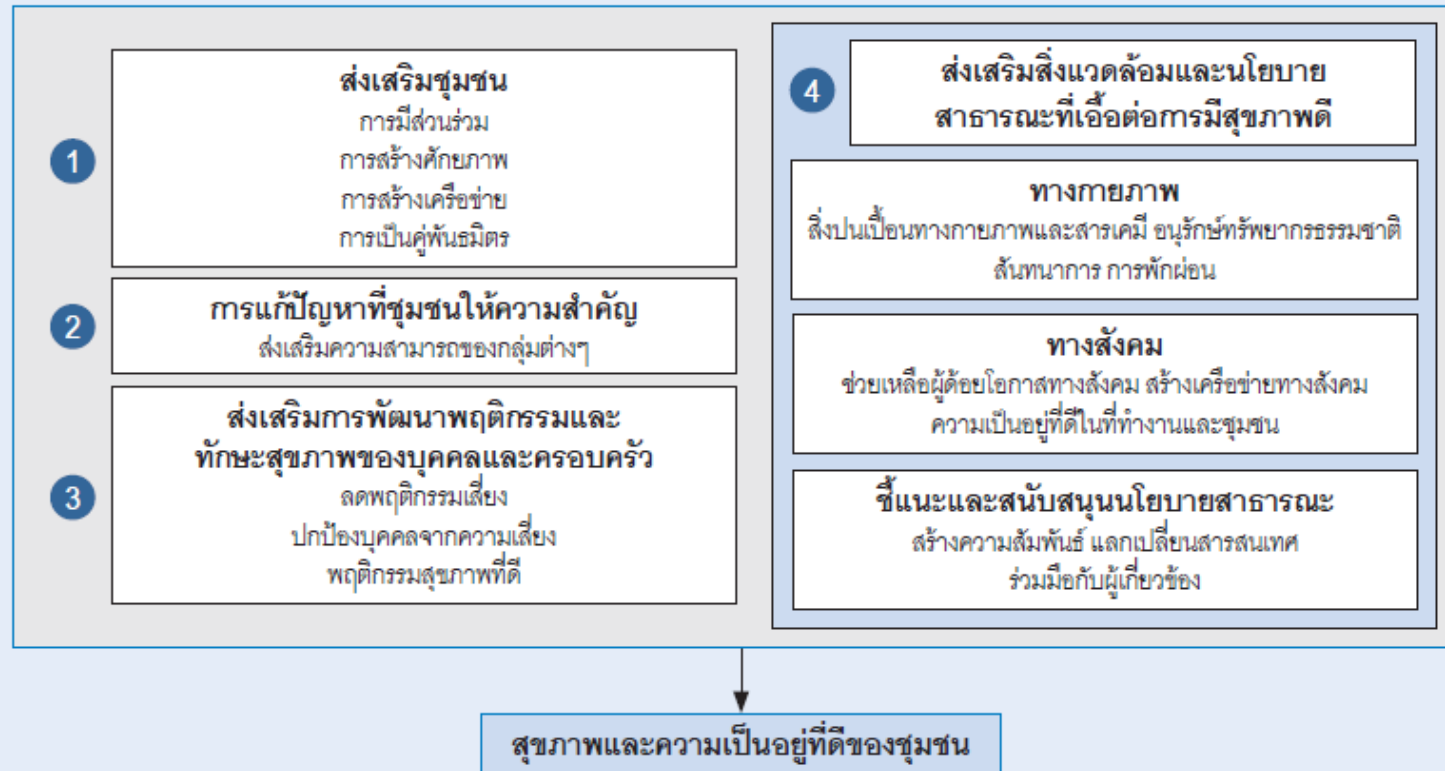 1
ส่งเสริมชุมชน
การมีส่วนร่วม
การสร้างศักยภาพ
การสร้างเครือข่าย
การเป็นคู่พันธมิตร
2
การแก้ปัญหาที่ชุมชนให้ความสำคัญ
ส่งเสริมความสามารถของกลุ่มต่างๆ
3
ส่งเสริมการพัฒนาพฤติกรรมและ
ทักษะสุขภาพของบุคคลและครอบครัว
ลดพฤติกรรมเสี่ยง
ปกป้องบุคคลจากความเสี่ยง
พฤติกรรมสุขภาพที่ดี
4
ส่งเสริมสิ่งแวดล้อมและนโยบาย
สาธารณะที่เอื้อต่อการมีสุขภาพดี
ทางกายภาพ
สิ่งปนเปื้อนทางกายภาพและสารเคมี อนุรักษ์ทรัพยากรธรรมชาติ
สันทนาการ การพักผ่อน
ทางสังคม
ช่วยเหลือผู้ด้อยโอกาสทางสังคม สร้างเครือข่ายทางสังคม
ความเป็นอยู่ที่ดีในที่ทำงานและชุมชน
ชี้แนะและสนับสนุนนโยบายสาธารณะ
สร้างความสัมพันธ์ แลกเปลี่ยนสารสนเทศ
ร่วมมือกับผู้เกี่ยวข้อง
สุขภาพและความเป็นอยู่ที่ดีของชุมชน